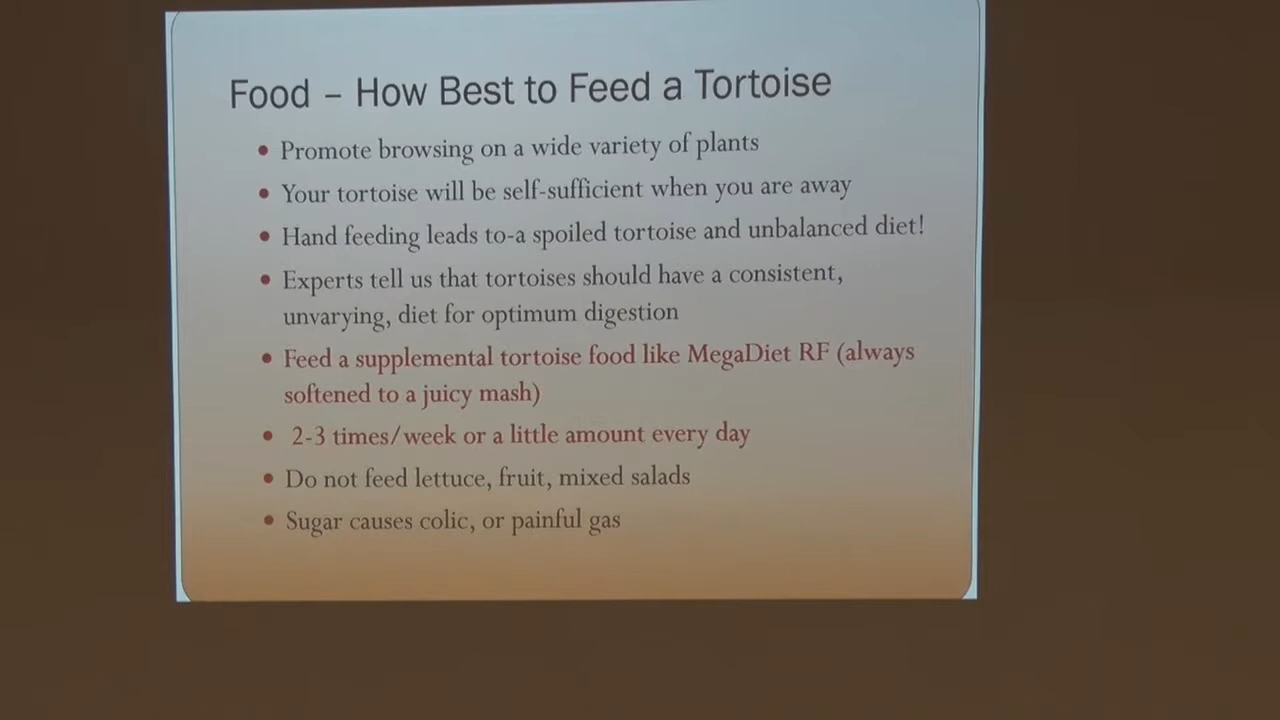 Food – How Best to Feed a Tortoise
• Promote browsing on a wide variety of plants
• Your tortoise will be self-sufficient when you are away
• Hand feeding leads to-a spoiled tortoise and unbalanced diet!
• Experts tell us that tortoises should have a consistent,
unvarying, diet for optimum digestion
• Feed a supplemental tortoise food like MegaDiet RF (always
softened to a juicy mash)
• 2-3 times/week or a little amount every day
• Do not feed lettuce, fruit, mixed salads
• Sugar causes colic, or painful gas